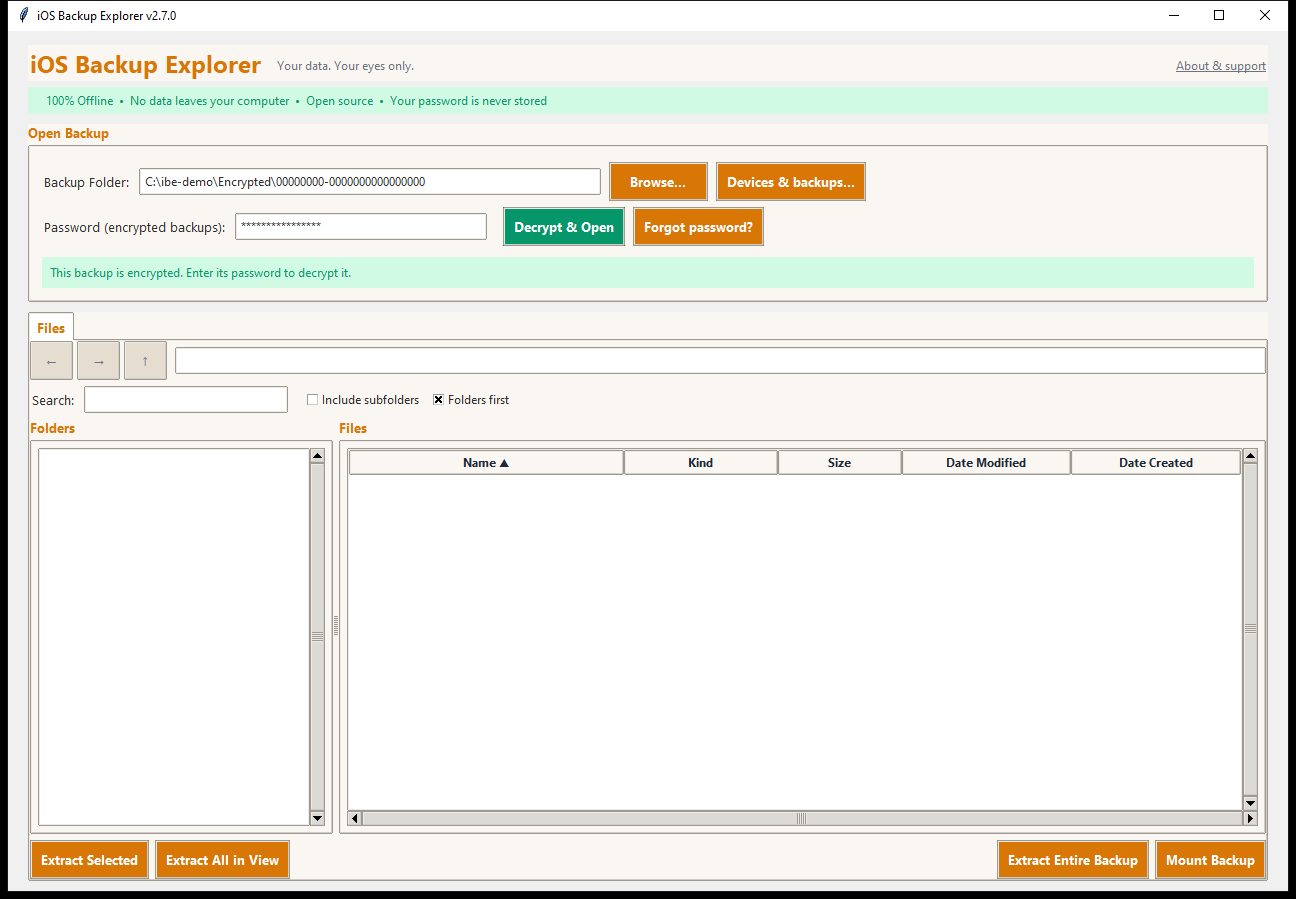 iOS Backup Explorer v2.7.0
iOS Backup Explorer Your data. Your eyes only. About & support
100% Offline • No data leaves your computer • Open source • Your password is never stored
Open Backup
Backup Folder: C:\ibe-demo\Encrypted\00000000-0000000000000000 Browse... Devices & backups...
Password (encrypted backups): **************** Decrypt & Open Forgot password?
This backup is encrypted. Enter its password to decrypt it.
Files
← → ↑
Search: Include subfolders Folders first
Folders Files
Name ▲ Kind Size Date Modified Date Created
Extract Selected Extract All in View Extract Entire Backup Mount Backup